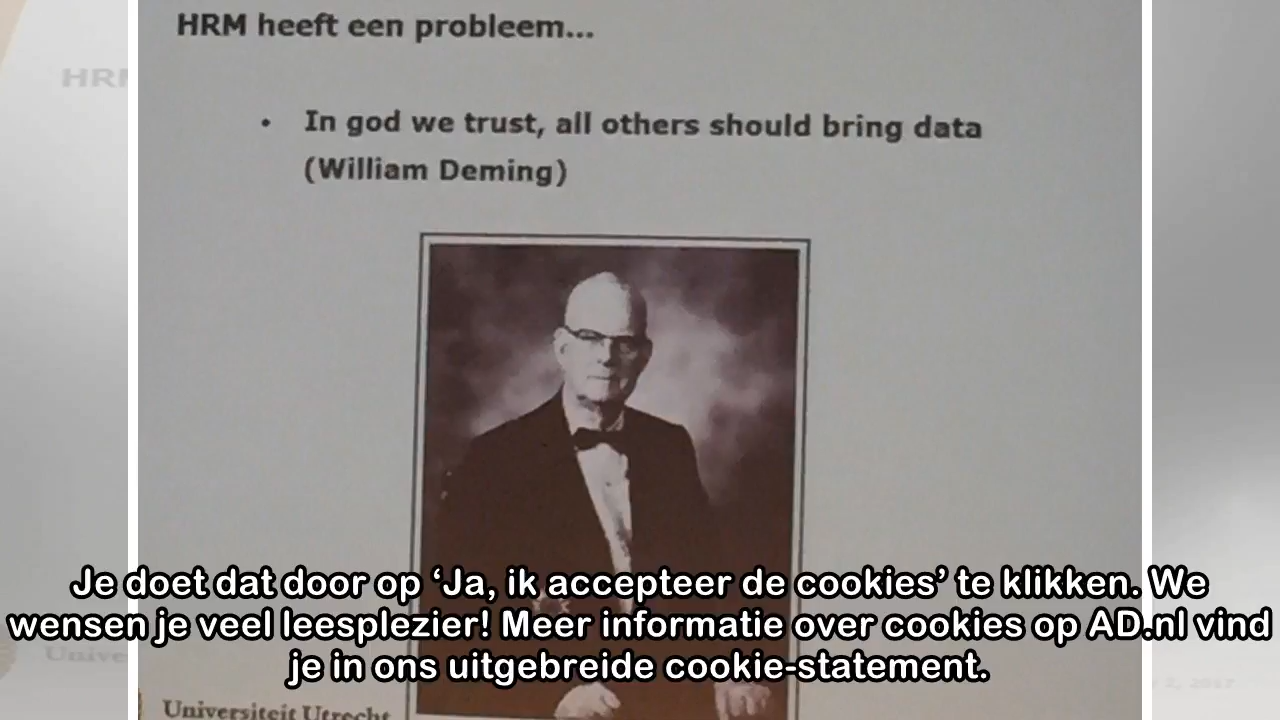 HRM heeft een probleem...
• In god we trust, all others should bring data
(William Deming)
Je doet dat door op ‘Ja, ik accepteer de cookies’ te klikken. We
wensen je veel leesplezier! Meer informatie over cookies op AD.nl vind
je in ons uitgebreide cookie-statement.
Universiteit Utrecht